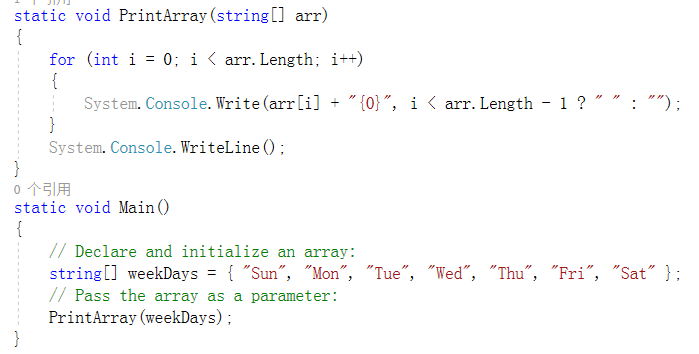 static void PrintArray(string[] arr)
{
for (int i = 0; i < arr.Length; i++)
{
System.Console.Write(arr[i] + "{0}", i < arr.Length - 1 ? " " : "");
}
System.Console.WriteLine();
}
0 个引用
static void Main()
{
// Declare and initialize an array:
string[] weekDays = { "Sun", "Mon", "Tue", "Wed", "Thu", "Fri", "Sat" };
// Pass the array as a parameter:
PrintArray(weekDays);
}